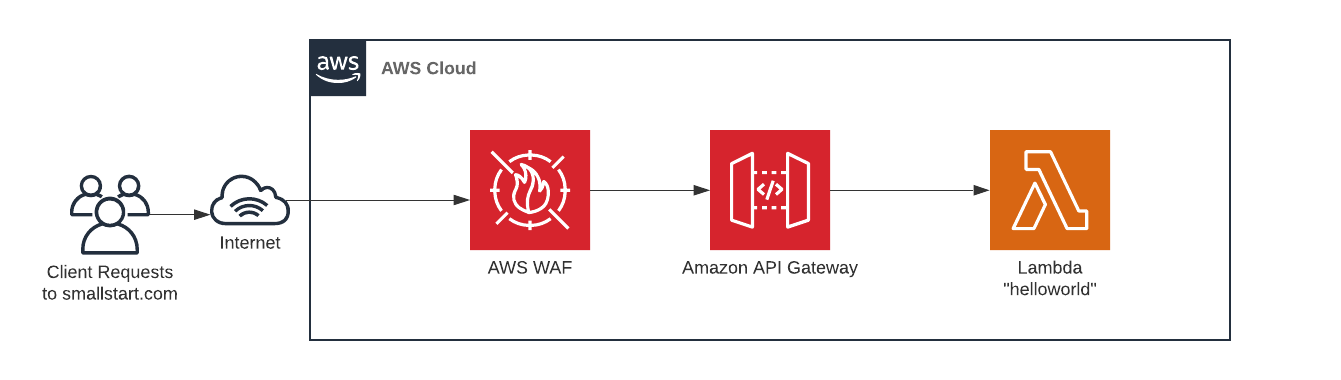 aws
AWS Cloud
Client Requests
to smallstart.com
Internet
AWS WAF
</>
Amazon API Gateway
Lambda
"helloworld"